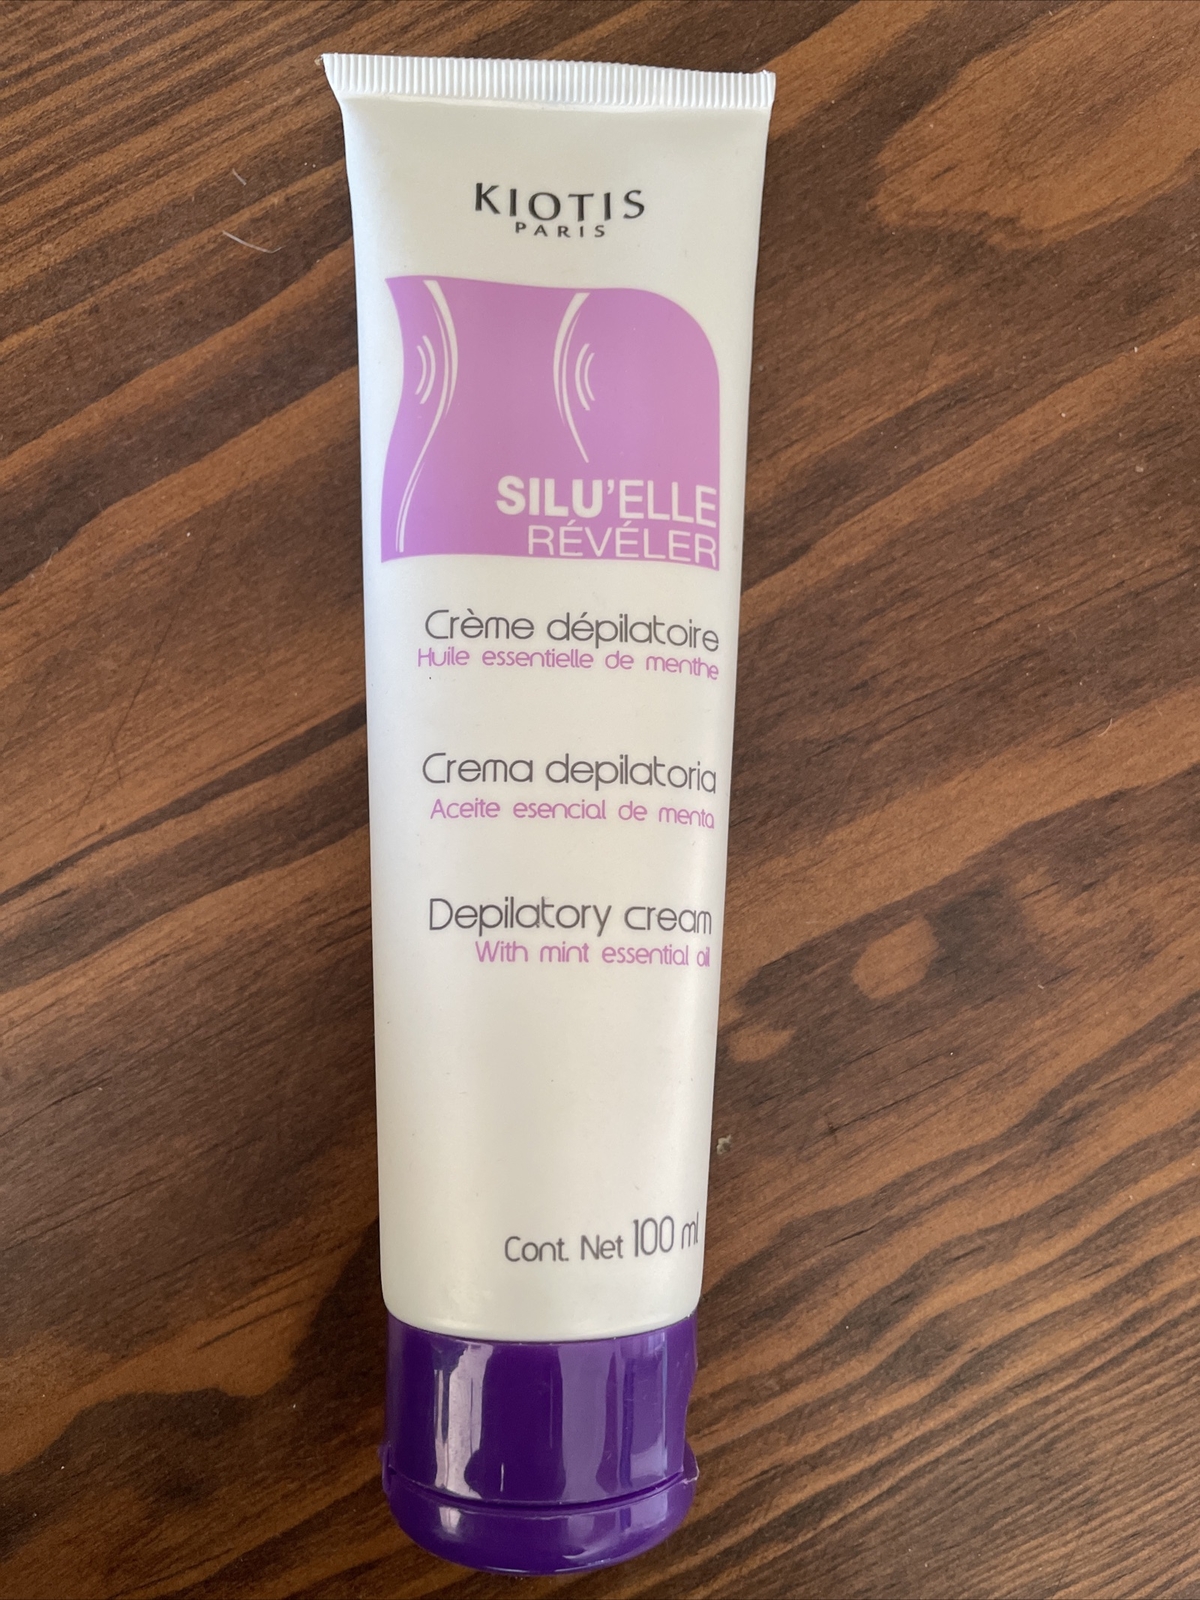 KIOTIS
PARIS
SILU'ELLE
RÉVÉLER
Crème dépilatoire
Huile essentielle de menthe
Crema depilatoria
Aceite esencial de menta
Depilatory cream
With mint essential oil
Cont. Net 100 ml